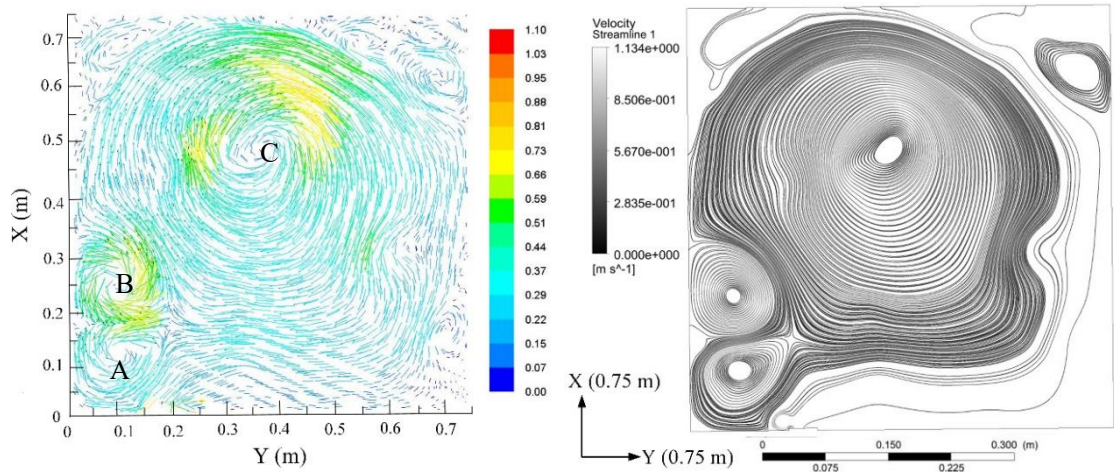 0.7
0.6
0.5
0.4
0.3
0.2
0.1
0
X (m)
0 0.1 0.2 0.3 0.4 0.5 0.6 0.7
Y (m)
C
B
A
1.10
1.03
0.95
0.88
0.81
0.73
0.66
0.59
0.51
0.44
0.37
0.29
0.22
0.15
0.07
0.00
Velocity
Streamline 1
1.134e+000
8.506e-001
5.670e-001
2.835e-001
0.000e+000
[m s^-1]
X (0.75 m)
Y (0.75 m)
0 0.150 0.300 (m)
0.075 0.225